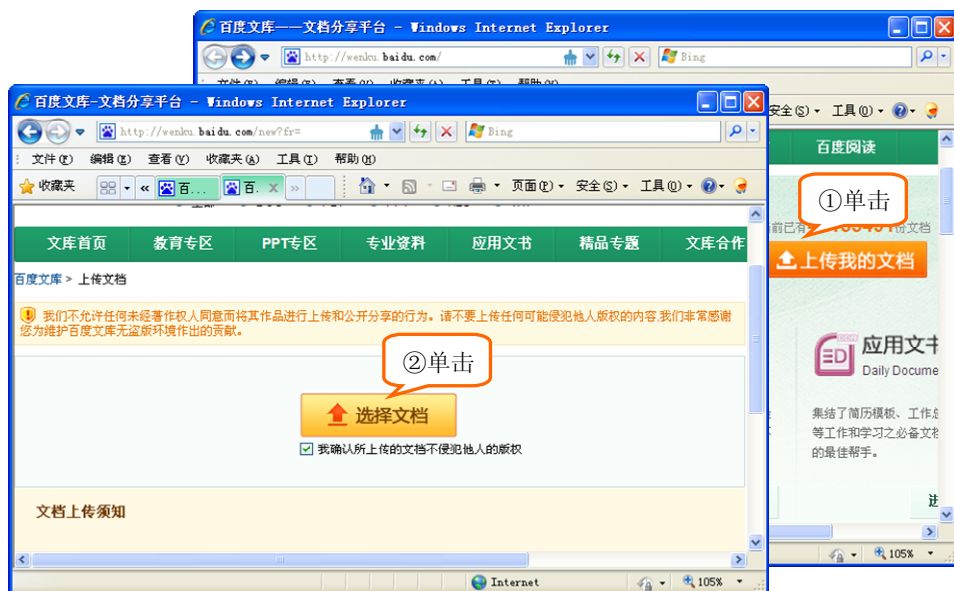 百度文库——文档分享平台 - Windows Internet Explorer
http://wenku.baidu.com/
Bing
百度文库-文档分享平台 - Windows Internet Explorer
http://wenku.baidu.com/new?fr=
Bing
文件(F) 编辑(E) 查看(V) 收藏夹(A) 工具(T) 帮助(H)
安全(S) 工具(O)
收藏夹 百... 百. 页面(P) 安全(S) 工具(O)
百度阅读
①单击
份文档
上传我的文档
文库首页 教育专区 PPT专区 专业资料 应用文书 精品专题 文库合作
百度文库 > 上传文档
我们不允许任何未经著作权人同意而将其作品进行上传和公开分享的行为。请不要上传任何可能侵犯他人版权的内容,我们非常感谢
您为维护百度文库无盗版环境作出的贡献。
②单击
选择文档
我确认所上传的文档不侵犯他人的版权
应用文书
Daily Docume
集结了简历模板、工作总
等工作和学习之必备文档
的最佳帮手。
文档上传须知
进
105%
Internet
105%